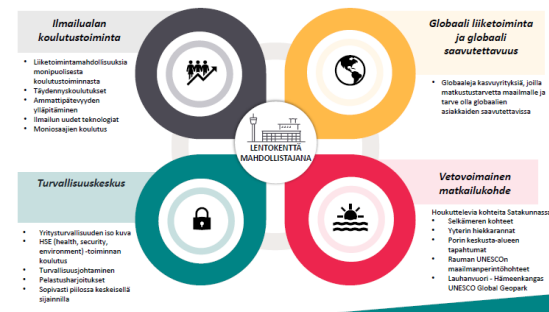 Ilmailualan
koulutustoiminta
Liiketoimintamahdollisuuksia
monipuolisesta
koulutustoiminnasta
Täydennyskoulutukset
Ammattipätevyyden
ylläpitäminen
Ilmailun uudet teknologiat
Moniosaajien koulutus
Globaali liiketoiminta
ja globaali
saavutettavuus
Globaaleja kasvuyrityksiä, joilla
matkustustarvetta maailmalle ja
tarve olla globaalien
asiakkaiden saavutettavissa
LENTOKENTTÄ
MAHDOLLISTAJANA
Turvallisuuskeskus
Yritysturvallisuuden iso kuva
HSE (health, security,
environment) -toiminnan
koulutus
Turvallisuusjohtaminen
Pelastusharjoitukset
Sopivasti piilossa keskeisellä
sijainnilla
Vetovoimainen
matkailukohde
Houkuttelevia kohteita Satakunnassa
Selkämeren kohteet
Yyterin hiekkarannat
Porin keskusta-alueen
tapahtumat
Rauman UNESCOn
maailmanperintöhohteet
Lauhanvuori - Hämeenkangas
UNESCO Global Geopark